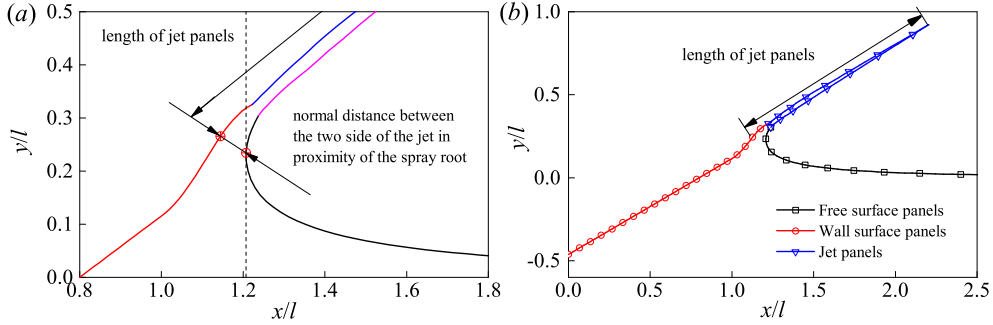 (a)
0.5
0.4
0.3
0.2
0.1
0.0
y/l
0.8 1.0 1.2 1.4 1.6 1.8
x/l
length of jet panels
normal distance between
the two side of the jet in
proximity of the spray root
(b)
1.0
0.5
0.0
-0.5
y/l
0.0 0.5 1.0 1.5 2.0 2.5
x/l
length of jet panels
Free surface panels
Wall surface panels
Jet panels